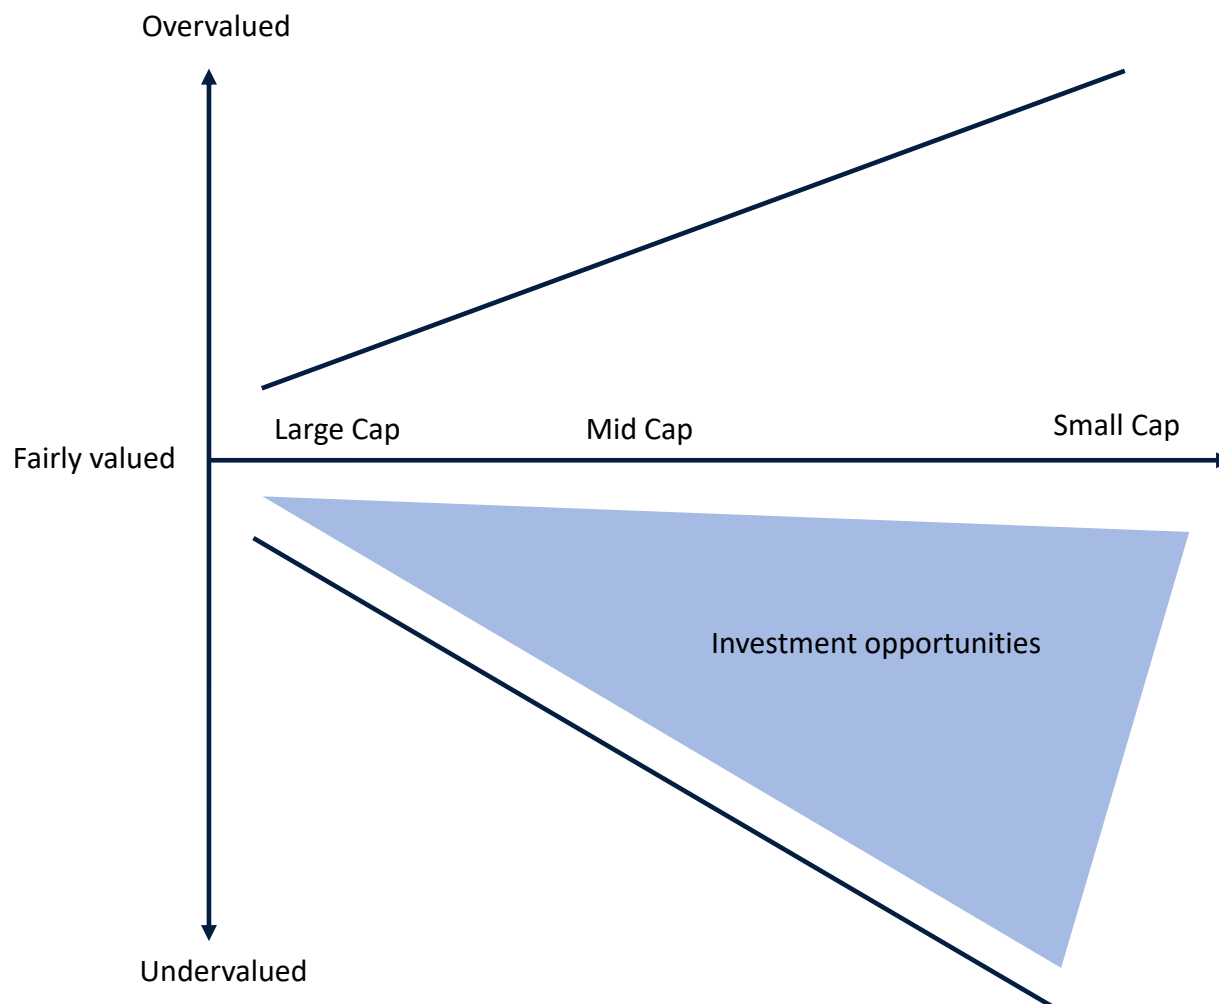 Overvalued
Large Cap
Mid Cap
Small Cap
Fairly valued
Investment opportunities
Undervalued